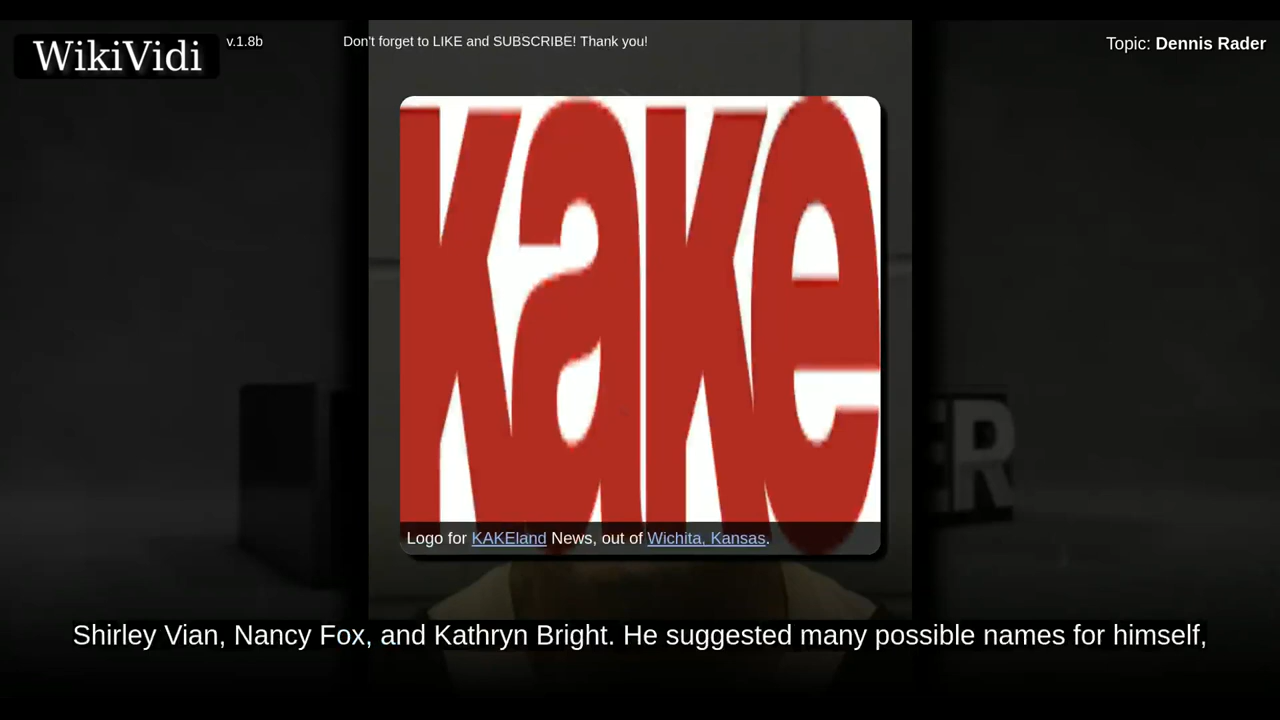 WikiVidi
v.1.8b
Don't forget to LIKE and SUBSCRIBE! Thank you!
Topic: Dennis Rader
kake
ER
Logo for KAKEland News, out of Wichita, Kansas.
Shirley Vian, Nancy Fox, and Kathryn Bright. He suggested many possible names for himself,